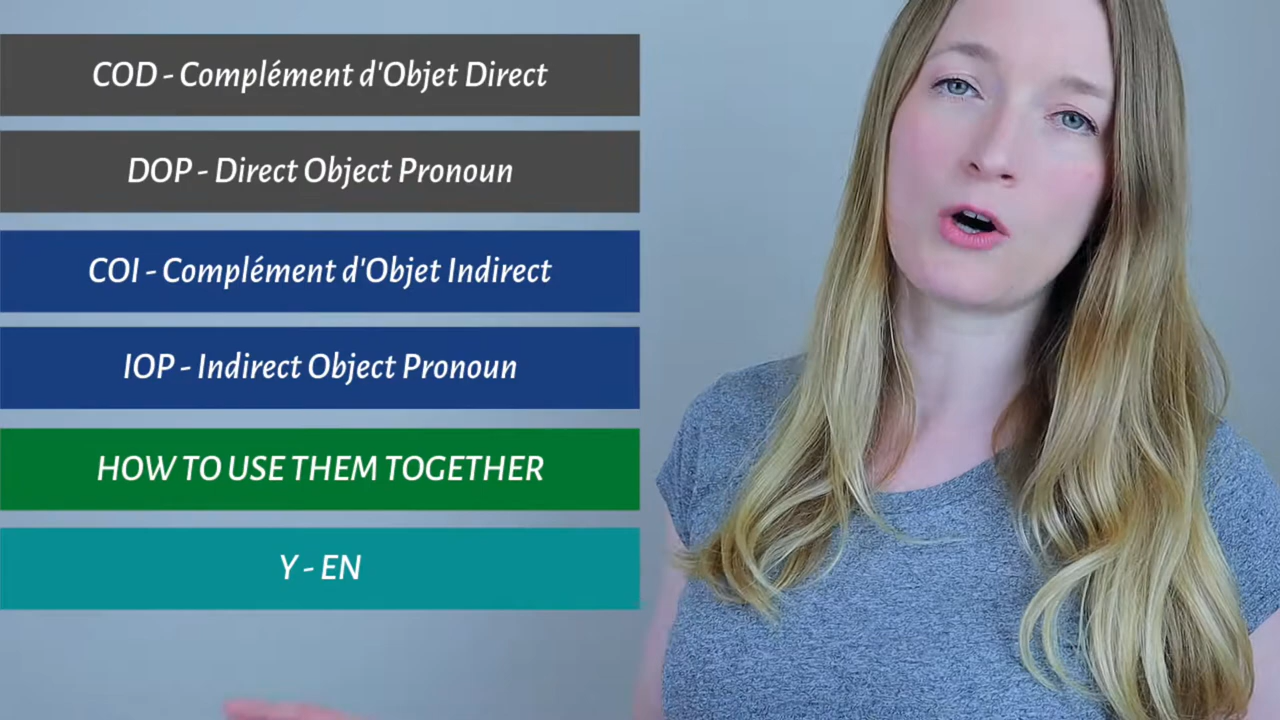 COD - Complément d'Objet Direct
DOP - Direct Object Pronoun
COI - Complément d'Objet Indirect
IOP - Indirect Object Pronoun
HOW TO USE THEM TOGETHER
Y - EN